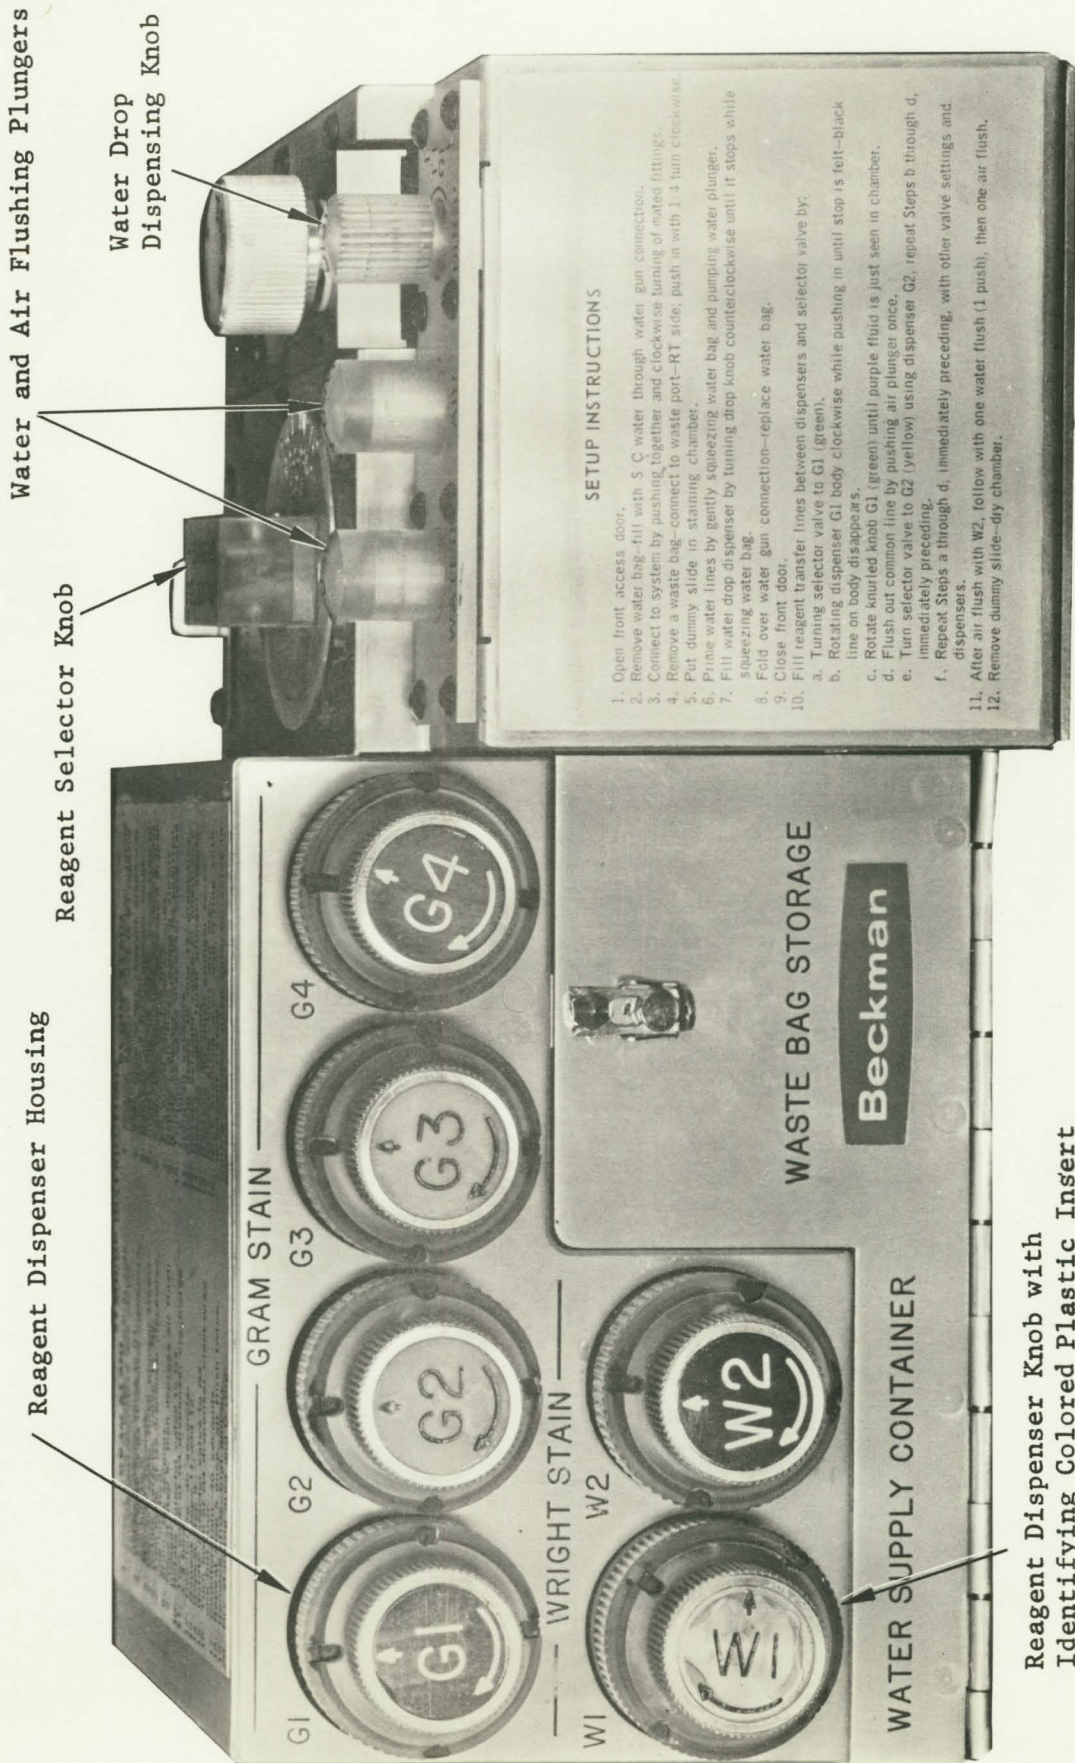 Water and Air Flushing Plungers
Reagent Selector Knob
Water Drop
Dispensing Knob
Reagent Dispenser Housing
GRAM STAIN
G1
G2
G3
G4
G1
G2
G3
G4
WRIGHT STAIN
W1
W2
W1
W2
WATER SUPPLY CONTAINER
WASTE BAG STORAGE
Beckman
SETUP INSTRUCTIONS
1. Open front access door.
2. Remove water bag—fill with S C water through water gun connection.
3. Connect to system by pushing together and clockwise turning of mated fittings.
4. Remove a waste bag—connect to waste port—RT side, push in with 1 4 turn clockwise.
5. Put dummy slide in staining chamber.
6. Prime water lines by gently squeezing water bag and pumping water plunger.
7. Fill water drop dispenser by turning drop knob counterclockwise until it stops while
squeezing water bag.
8. Fold over water gun connection—replace water bag.
9. Close front door.
10. Fill reagent transfer lines between dispensers and selector valve by:
a. Turning selector valve to G1 (green).
b. Rotating dispenser G1 body clockwise while pushing in until stop is felt—black
line on body disappears.
c. Rotate knurled knob G1 (green) until purple fluid is just seen in chamber.
d. Flush out common line by pushing air plunger once.
e. Turn selector valve to G2 (yellow) using dispenser G2, repeat Steps b through d,
immediately preceding.
f. Repeat Steps a through d, immediately preceding, with other valve settings and
dispensers.
11. After air flush with W2, follow with one water flush (1 push), then one air flush.
12. Remove dummy slide—dry chamber.
Reagent Dispenser Knob with
Identifying Colored Plastic Insert